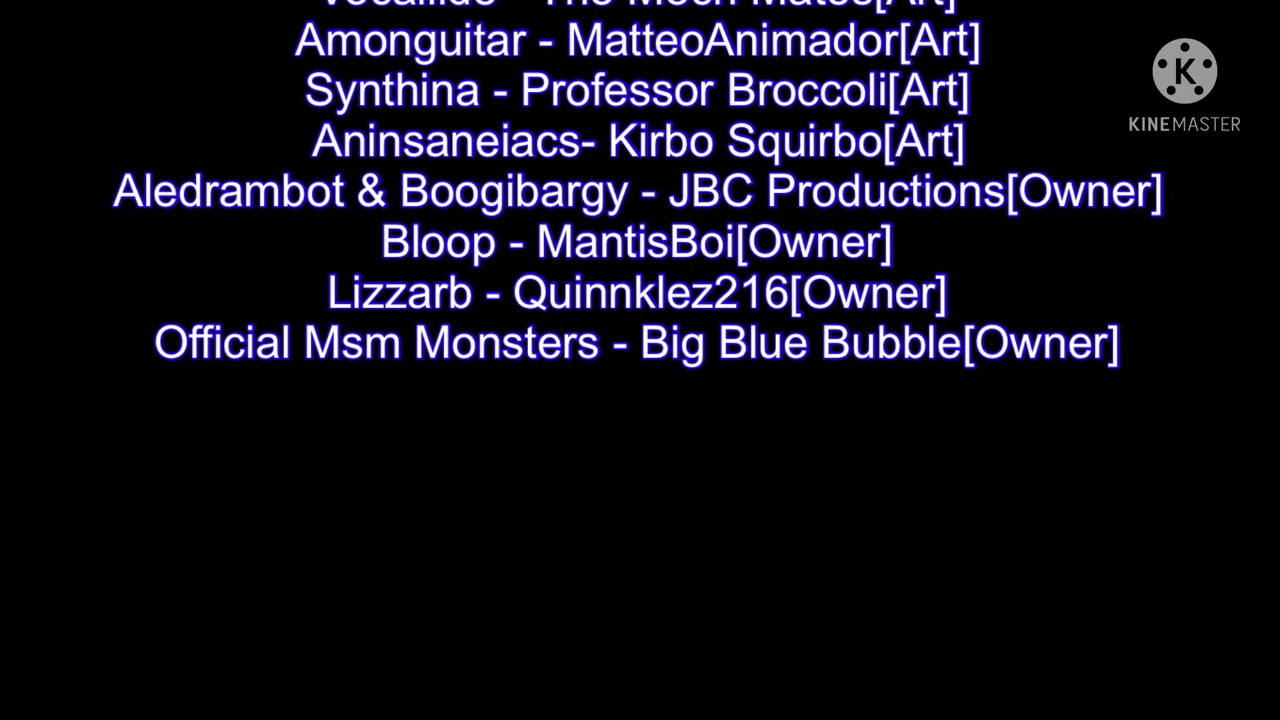 Amonguitar - MatteoAnimador[Art]
Synthina - Professor Broccoli[Art]
Aninsaneiacs- Kirbo Squirbo[Art]
Aledrambot & Boogibargy - JBC Productions[Owner]
Bloop - MantisBoi[Owner]
Lizzarb - Quinnklez216[Owner]
Official Msm Monsters - Big Blue Bubble[Owner]
K
KINEMASTER